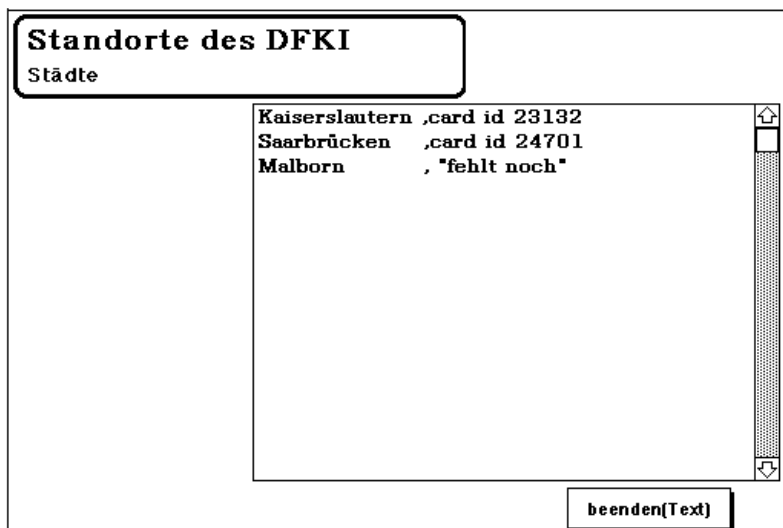 Standorte des DFKI
Städte
Kaiserslautern ,card id 23132
Saarbrücken ,card id 24701
Malborn , "fehlt noch"
beenden(Text)